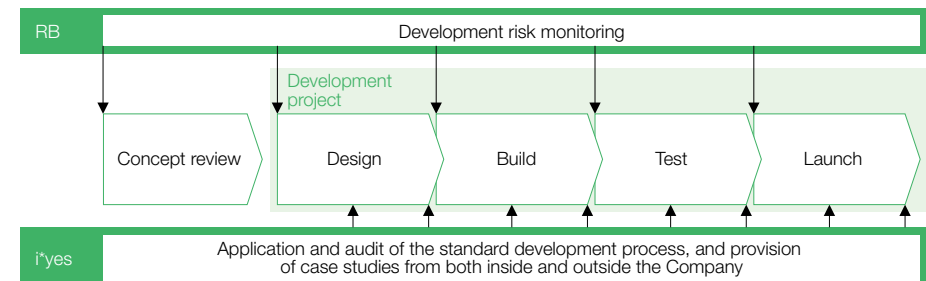 RB
Development risk monitoring
Development
project
Concept review
Design
Build
Test
Launch
i*yes
Application and audit of the standard development process, and provision
of case studies from both inside and outside the Company